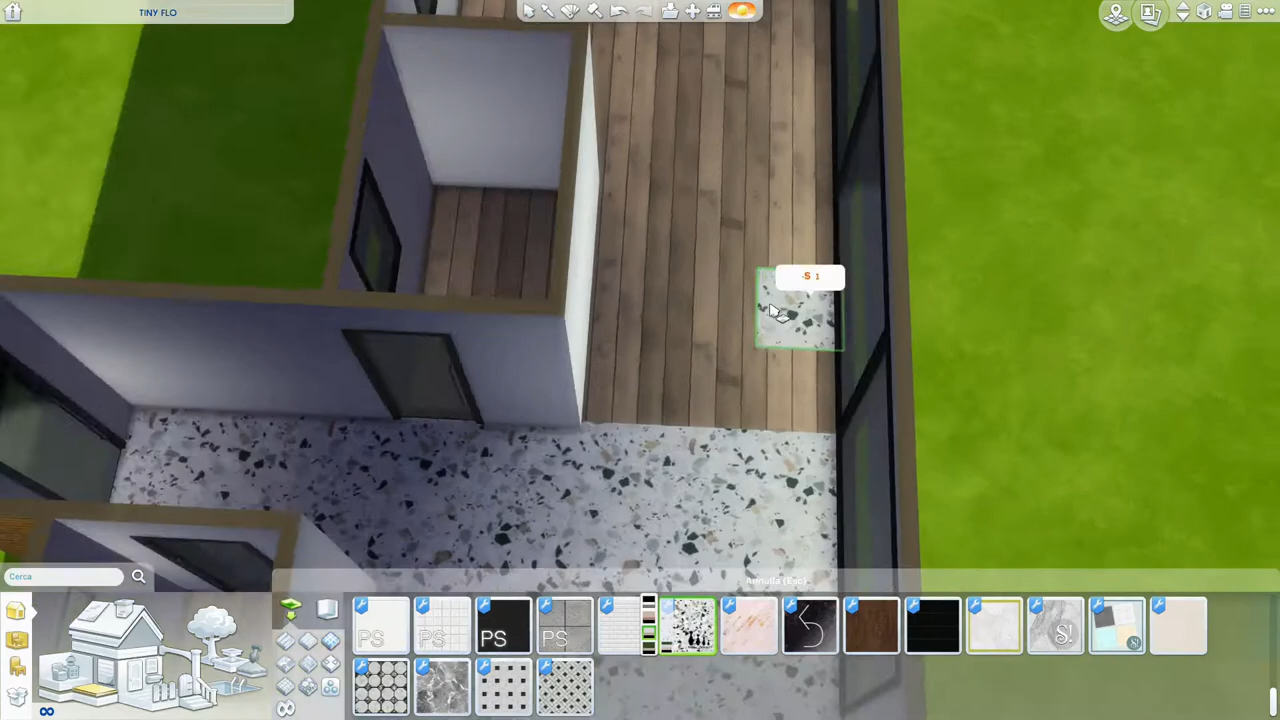 TINY FLO
-§ 1
Annulla (Esc)
Cerca
PS
PS
PS
PS
S!
S
∞